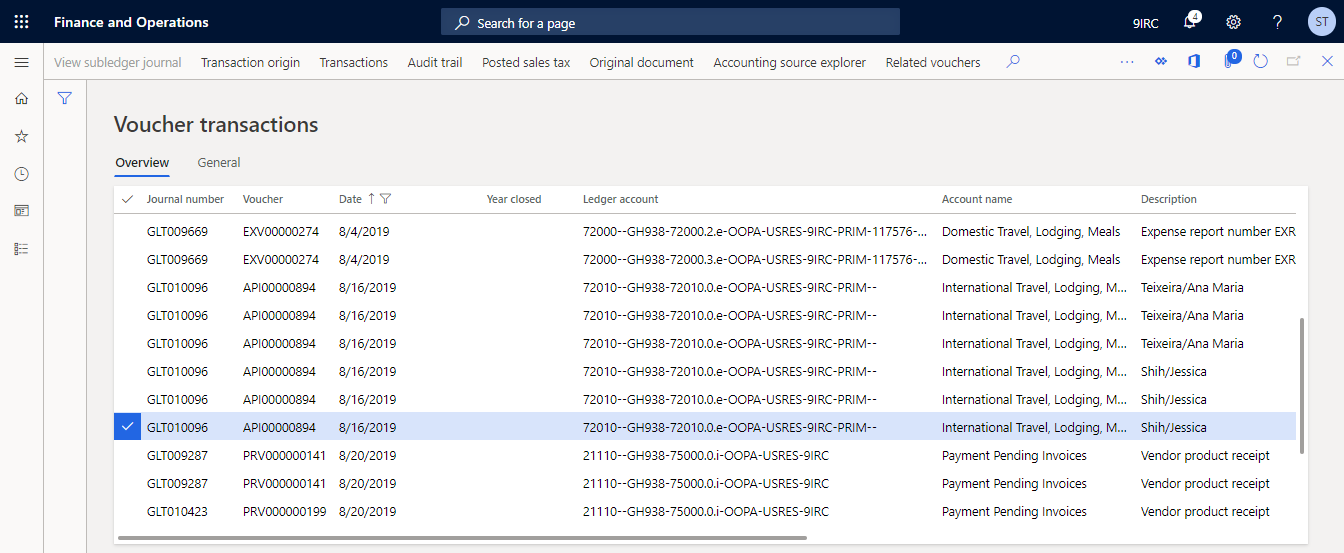 Finance and Operations Search for a page 9IRC 4 ? ST
View subledger journal Transaction origin Transactions Audit trail Posted sales tax Original document Accounting source explorer Related vouchers ... 0
Voucher transactions
Overview General
Journal number Voucher Date Year closed Ledger account Account name Description
GLT009669 EXV00000274 8/4/2019 72000--GH938-72000.2.e-OOPA-USRES-9IRC-PRIM-117576-... Domestic Travel, Lodging, Meals Expense report number EXR
GLT009669 EXV00000274 8/4/2019 72000--GH938-72000.3.e-OOPA-USRES-9IRC-PRIM-117576-... Domestic Travel, Lodging, Meals Expense report number EXR
GLT010096 API00000894 8/16/2019 72010--GH938-72010.0.e-OOPA-USRES-9IRC-PRIM-- International Travel, Lodging, M... Teixeira/Ana Maria
GLT010096 API00000894 8/16/2019 72010--GH938-72010.0.e-OOPA-USRES-9IRC-PRIM-- International Travel, Lodging, M... Teixeira/Ana Maria
GLT010096 API00000894 8/16/2019 72010--GH938-72010.0.e-OOPA-USRES-9IRC-PRIM-- International Travel, Lodging, M... Teixeira/Ana Maria
GLT010096 API00000894 8/16/2019 72010--GH938-72010.0.e-OOPA-USRES-9IRC-PRIM-- International Travel, Lodging, M... Shih/Jessica
GLT010096 API00000894 8/16/2019 72010--GH938-72010.0.e-OOPA-USRES-9IRC-PRIM-- International Travel, Lodging, M... Shih/Jessica
GLT010096 API00000894 8/16/2019 72010--GH938-72010.0.e-OOPA-USRES-9IRC-PRIM-- International Travel, Lodging, M... Shih/Jessica
GLT009287 PRV000000141 8/20/2019 21110--GH938-75000.0.i-OOPA-USRES-9IRC Payment Pending Invoices Vendor product receipt
GLT009287 PRV000000141 8/20/2019 21110--GH938-75000.0.i-OOPA-USRES-9IRC Payment Pending Invoices Vendor product receipt
GLT010423 PRV000000199 8/20/2019 21110--GH938-75000.0.i-OOPA-USRES-9IRC Payment Pending Invoices Vendor product receipt